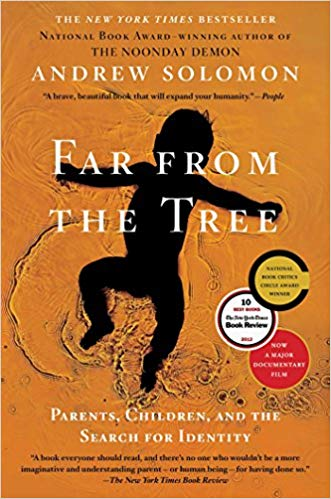 THE NEW YORK TIMES BESTSELLER
NATIONAL BOOK AWARD–WINNING AUTHOR OF
THE NOONDAY DEMON
ANDREW SOLOMON
"A brave, beautiful book that will expand your humanity."—People
FAR FROM
THE TREE
NATIONAL
BOOK CRITICS
CIRCLE AWARD
WINNER
10
BEST BOOKS
The New York Times
Book Review
2012
NOW
A MAJOR
DOCUMENTARY
FILM
PARENTS, CHILDREN, AND THE
SEARCH FOR IDENTITY
"A book everyone should read, and there's no one who wouldn't be a more
imaginative and understanding parent – or human being – for having done so."
—The New York Times Book Review